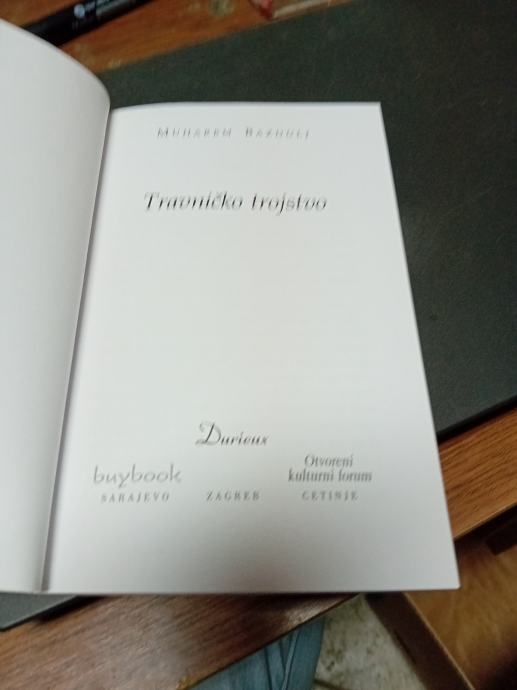 MUHAREM BAZDULJ
Travničko trojstvo
Durieux
buybook
SARAJEVO
ZAGREB
Otvoreni
kulturni forum
CETINJE